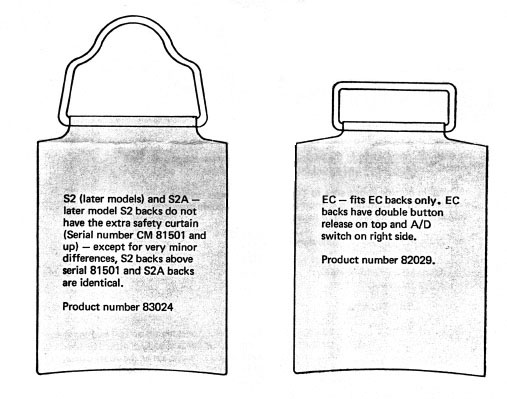 S2 (later models) and S2A —
later model S2 backs do not
have the extra safety curtain
(Serial number CM 81501 and
up) — except for very minor
differences, S2 backs above
serial 81501 and S2A backs
are identical.
Product number 83024
EC — fits EC backs only. EC
backs have double button
release on top and A/D
switch on right side.
Product number 82029.